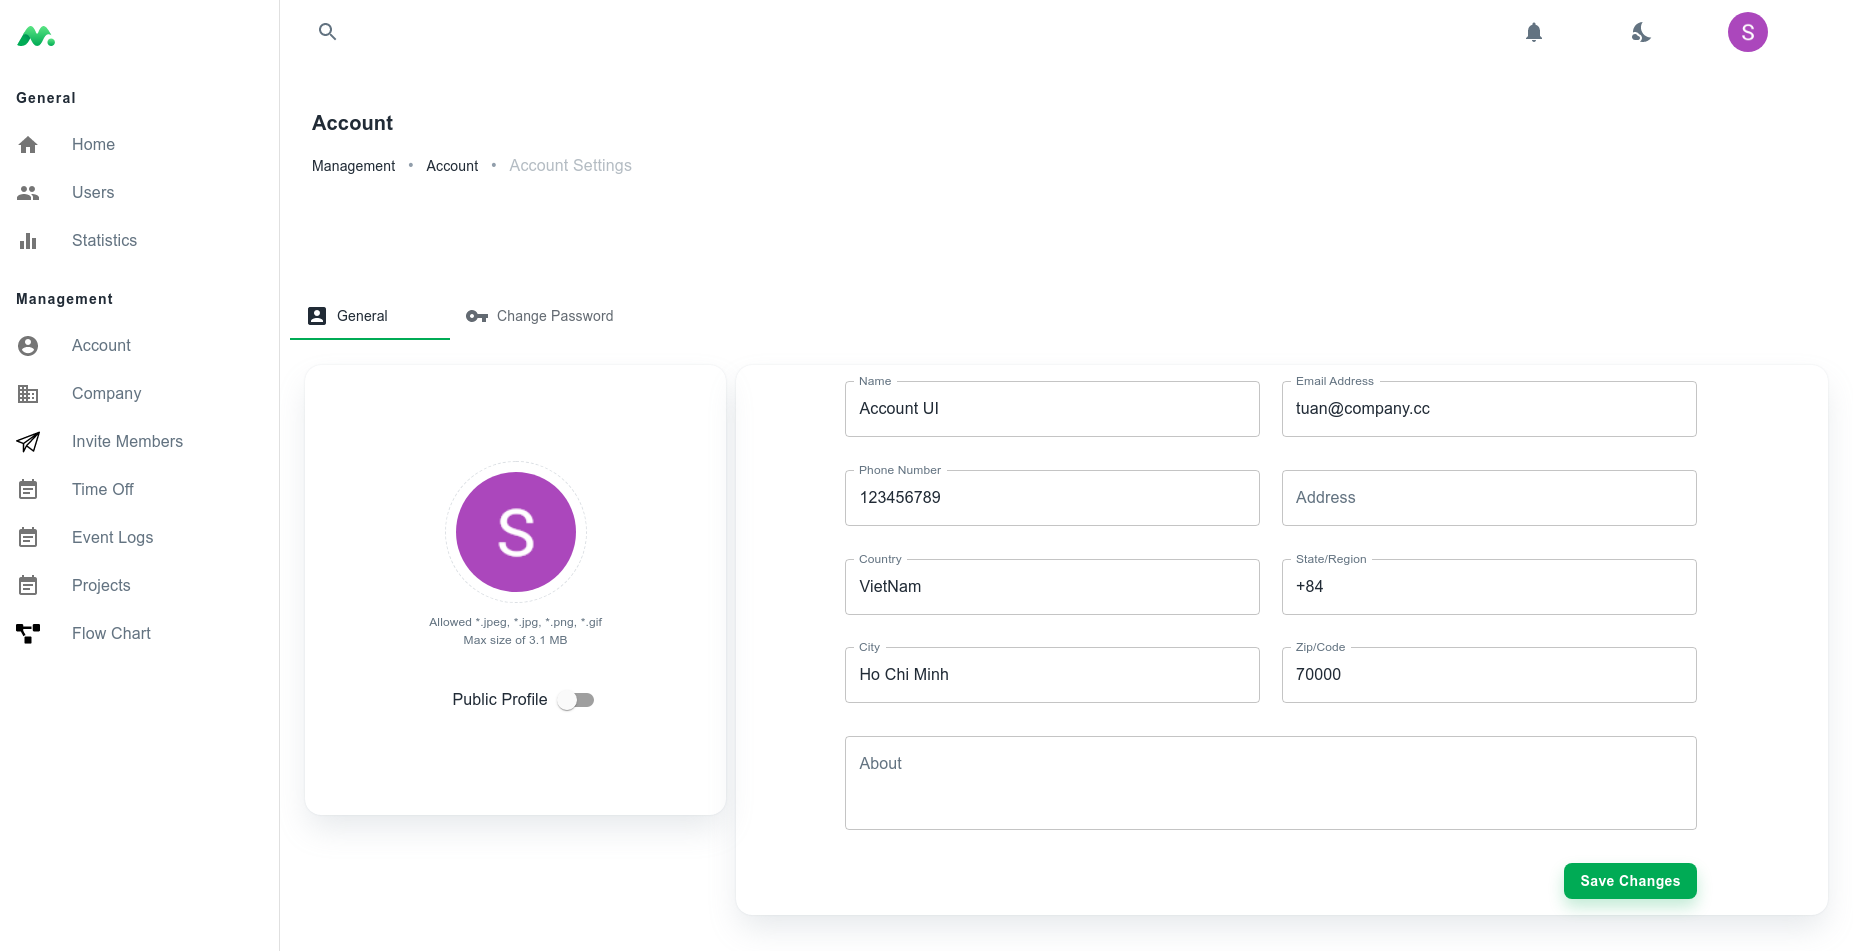 S
General
Home
Users
Statistics
Management
Account
Company
Invite Members
Time Off
Event Logs
Projects
Flow Chart
Account
Management • Account • Account Settings
General
Change Password
S
Allowed *.jpeg, *.jpg, *.png, *.gif
Max size of 3.1 MB
Public Profile
Name
Account UI
Email Address
tuan@company.cc
Phone Number
123456789
Address
Country
VietNam
State/Region
+84
City
Ho Chi Minh
Zip/Code
70000
About
Save Changes